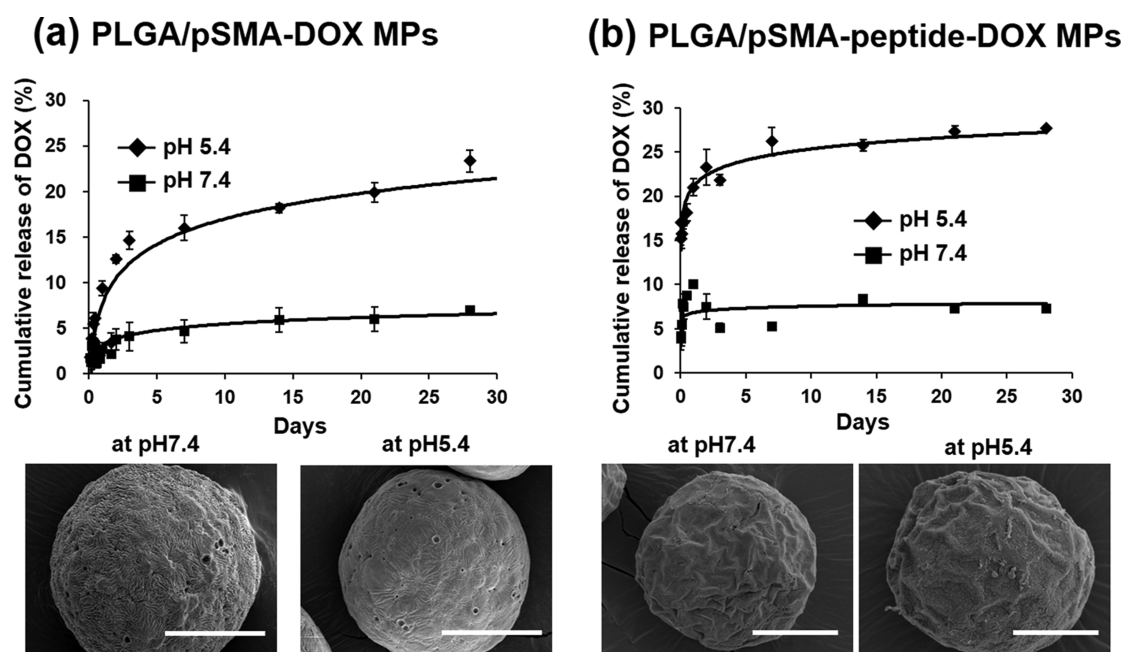 (a) PLGA/pSMA-DOX MPs
Cumulative release of DOX (%)
30
25
20
15
10
5
0
pH 5.4
pH 7.4
0 5 10 15 20 25 30
Days
at pH7.4 at pH5.4
(b) PLGA/pSMA-peptide-DOX MPs
Cumulative release of DOX (%)
30
25
20
15
10
5
0
pH 5.4
pH 7.4
0 5 10 15 20 25 30
Days
at pH7.4 at pH5.4